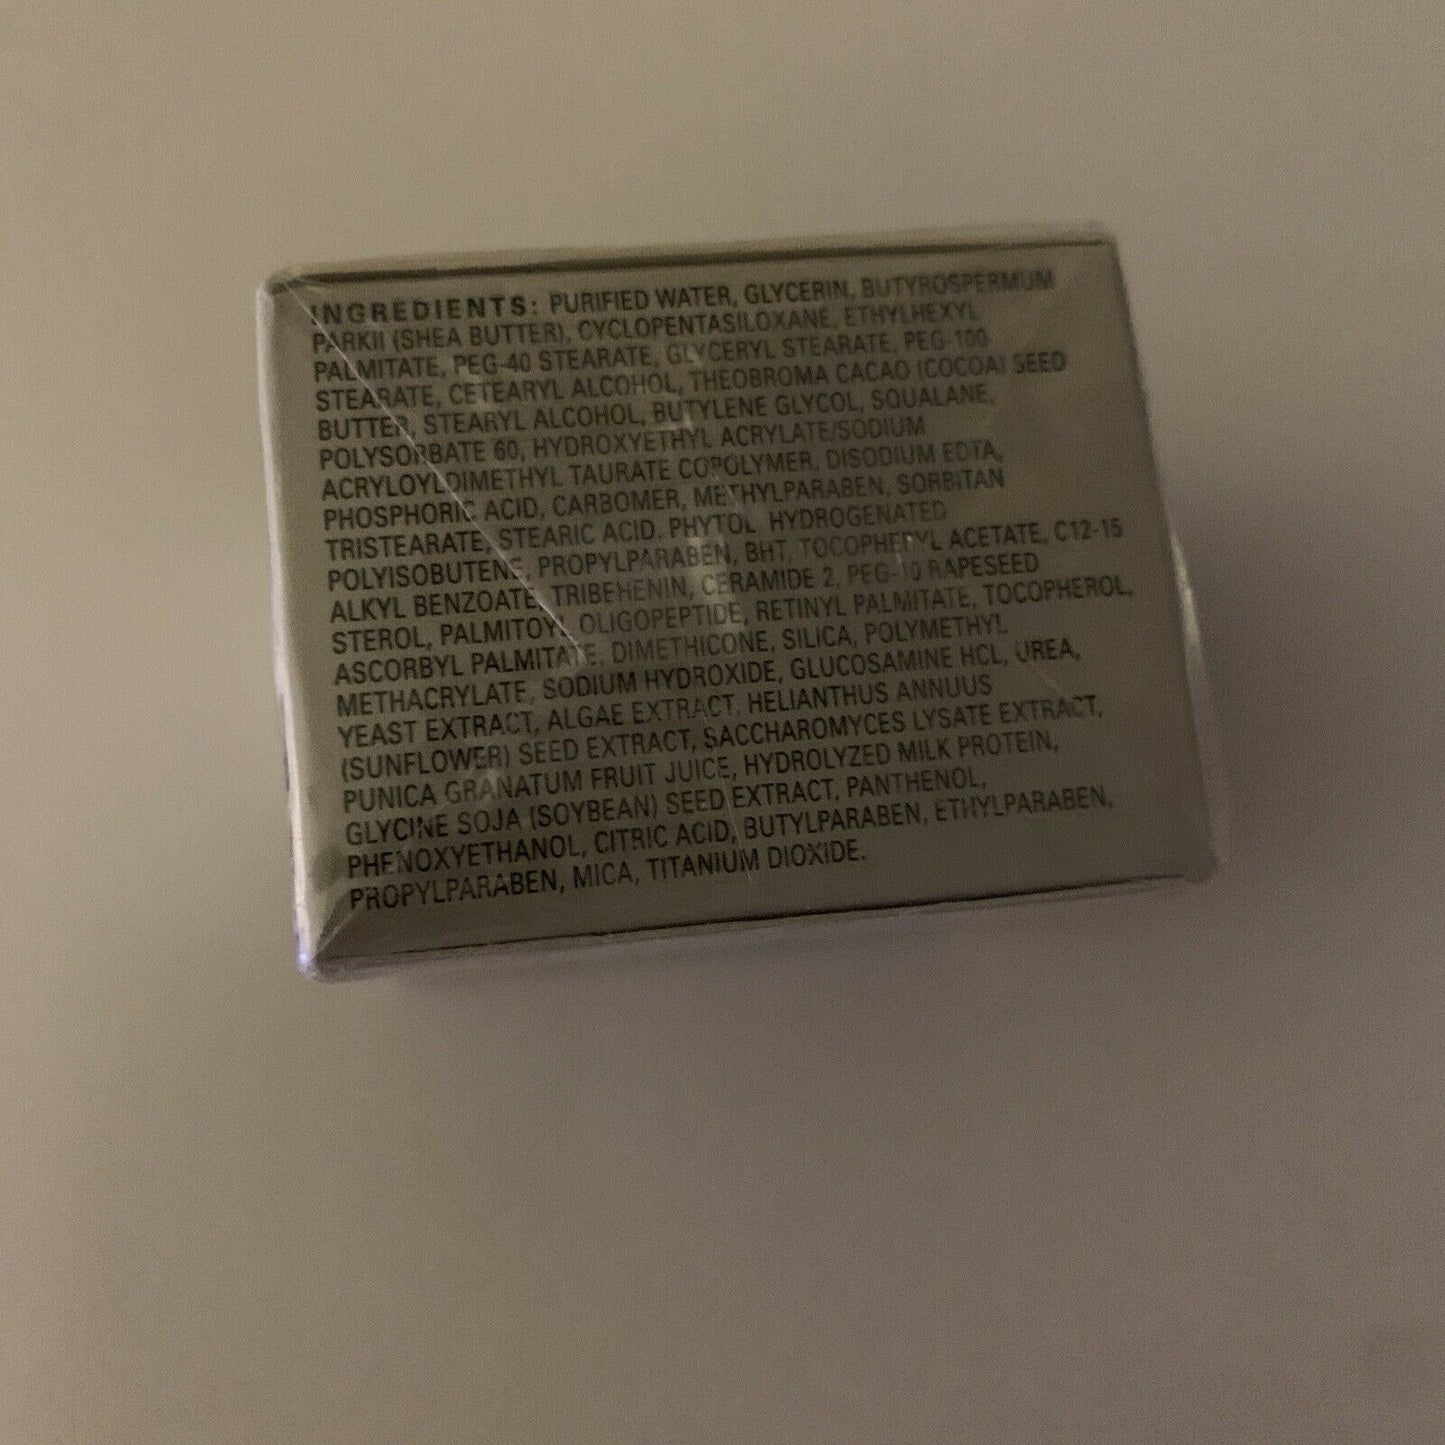 INGREDIENTS: PURIFIED WATER, GLYCERIN, BUTYROSPERMUM
PARKII (SHEA BUTTER), CYCLOPENTASILOXANE, ETHYLHEXYL
PALMITATE, PEG-40 STEARATE, GLYCERYL STEARATE, PEG-100
STEARATE, CETEARYL ALCOHOL, THEOBROMA CACAO (COCOA) SEED
BUTTER, STEARYL ALCOHOL, BUTYLENE GLYCOL, SQUALANE,
POLYSORBATE 60, HYDROXYETHYL ACRYLATE/SODIUM
ACRYLOYLDIMETHYL TAURATE COPOLYMER, DISODIUM EDTA,
PHOSPHORIC ACID, CARBOMER, METHYLPARABEN, SORBITAN
TRISTEARATE, STEARIC ACID, PHYTOL, HYDROGENATED
POLYISOBUTENE, PROPYLPARABEN, BHT, TOCOPHERYL ACETATE, C12-15
ALKYL BENZOATE, TRIBEHENIN, CERAMIDE 2, PEG-10 RAPESEED
STEROL, PALMITOYL OLIGOPEPTIDE, RETINYL PALMITATE, TOCOPHEROL,
ASCORBYL PALMITATE, DIMETHICONE, SILICA, POLYMETHYL
METHACRYLATE, SODIUM HYDROXIDE, GLUCOSAMINE HCL, UREA,
YEAST EXTRACT, ALGAE EXTRACT, HELIANTHUS ANNUUS
(SUNFLOWER) SEED EXTRACT, SACCHAROMYCES LYSATE EXTRACT,
PUNICA GRANATUM FRUIT JUICE, HYDROLYZED MILK PROTEIN,
GLYCINE SOJA (SOYBEAN) SEED EXTRACT, PANTHENOL,
PHENOXYETHANOL, CITRIC ACID, BUTYLPARABEN, ETHYLPARABEN,
PROPYLPARABEN, MICA, TITANIUM DIOXIDE.